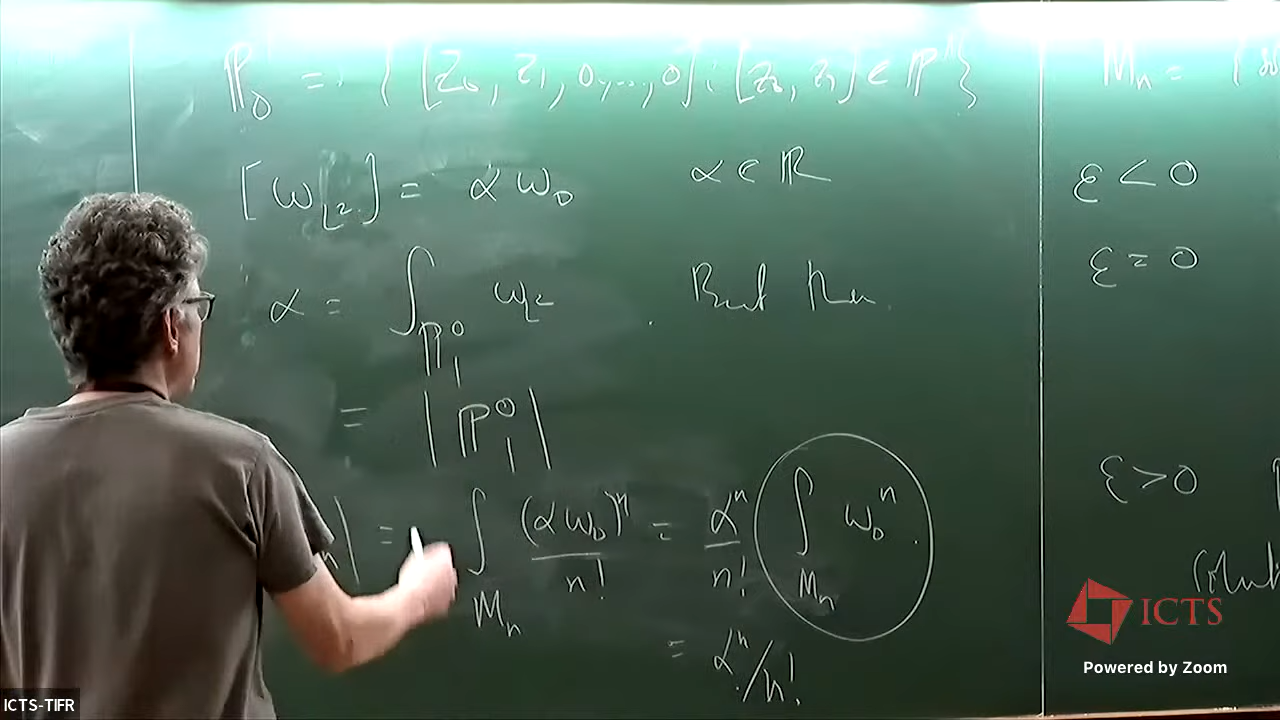 ℙ₀ = { [Z₀, Z₁, 0, ..., 0] : [Z₀, Z₁] ∈ ℙ¹ }
[ω_{L²}] = α ω₀ α ∈ ℝ
α = ∫_{ℙ₁⁰} ω_{L²} . But then
= |ℙ₁⁰|
| = ∫_{Mₙ} (αω₀)ⁿ / n! = αⁿ / n! ∫_{Mₙ} ω₀ⁿ .
= αⁿ / n!
Mₙ =
ε < 0
ε = 0
ε > 0
ICTS
Powered by Zoom
ICTS-TIFR